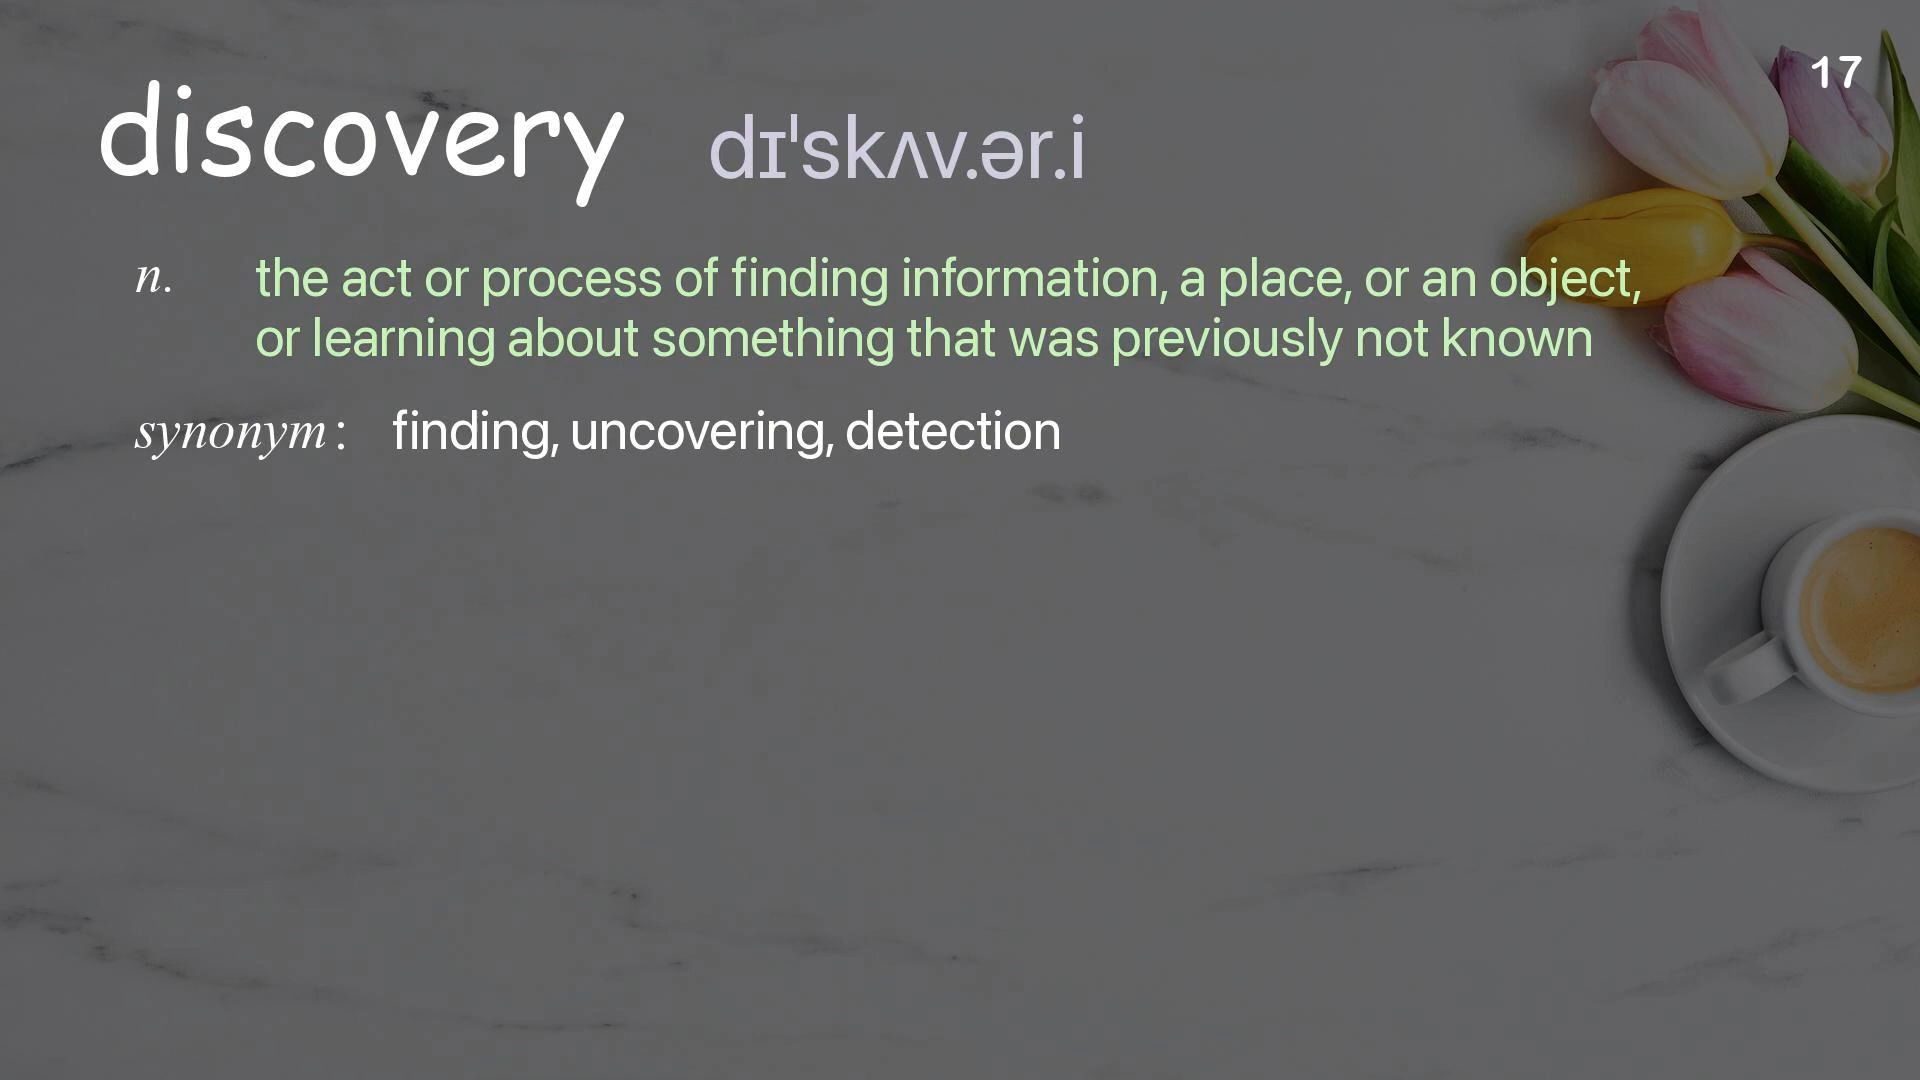 17
discovery dɪˈskʌv.ər.i
n. the act or process of finding information, a place, or an object,
or learning about something that was previously not known
synonym: finding, uncovering, detection